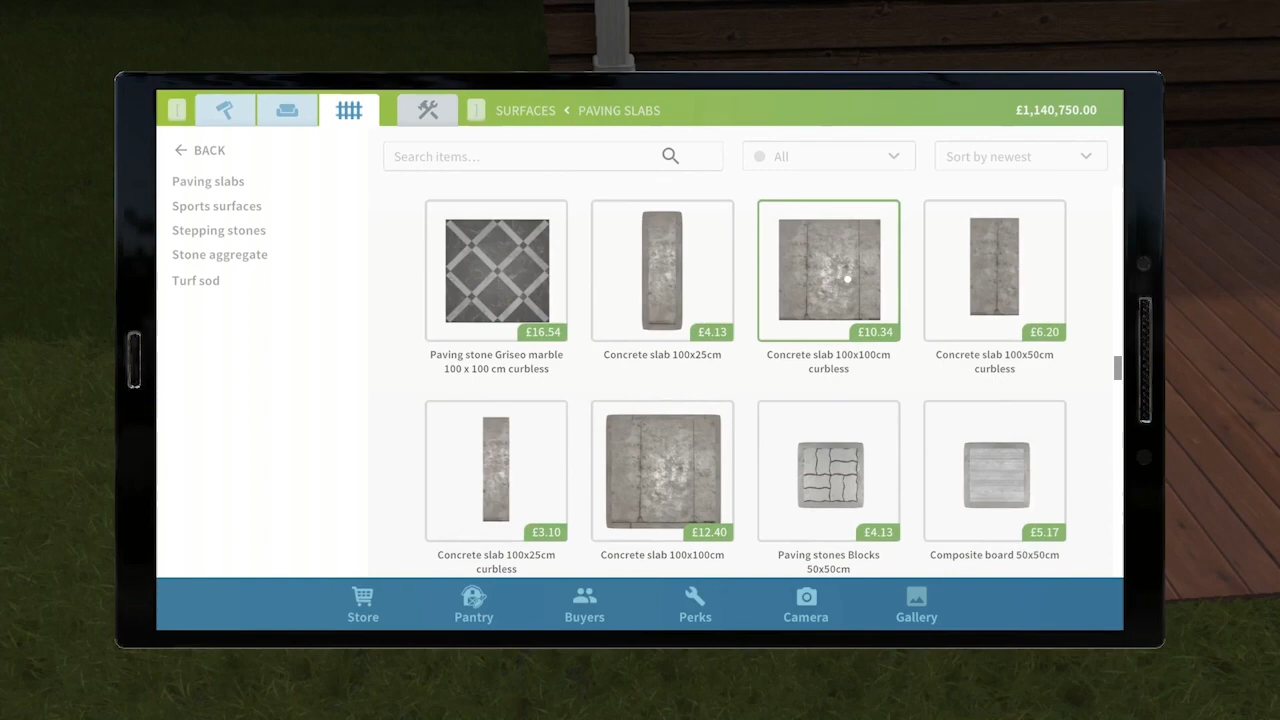 SURFACES < PAVING SLABS
£1,140,750.00
BACK
Search items...
All
Sort by newest
Paving slabs
Sports surfaces
Stepping stones
Stone aggregate
Turf sod
£16.54
£4.13
£10.34
£6.20
Paving stone Griseo marble
100 x 100 cm curbless
Concrete slab 100x25cm
Concrete slab 100x100cm
curbless
Concrete slab 100x50cm
curbless
£3.10
£12.40
£4.13
£5.17
Concrete slab 100x25cm
curbless
Concrete slab 100x100cm
Paving stones Blocks
50x50cm
Composite board 50x50cm
Store
Pantry
Buyers
Perks
Camera
Gallery